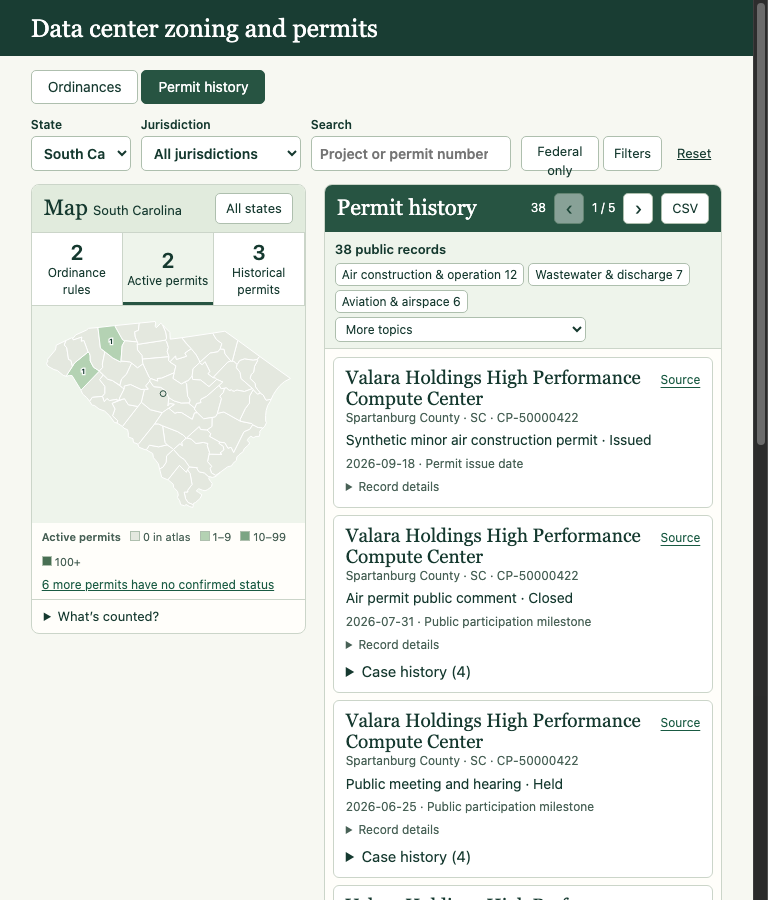 Data center zoning and permits
Ordinances
Permit history
State
Jurisdiction
Search
South Ca
All jurisdictions
Project or permit number
Federal only
Filters
Reset
Map South Carolina
All states
2
Ordinance rules
2
Active permits
3
Historical permits
1
1
Active permits 0 in atlas 1–9 10–99
100+
6 more permits have no confirmed status
▶ What's counted?
Permit history
38 ‹ 1 / 5 › CSV
38 public records
Air construction & operation 12
Wastewater & discharge 7
Aviation & airspace 6
More topics
Valara Holdings High Performance
Compute Center
Source
Spartanburg County · SC · CP-50000422
Synthetic minor air construction permit · Issued
2026-09-18 · Permit issue date
▶ Record details
Valara Holdings High Performance
Compute Center
Source
Spartanburg County · SC · CP-50000422
Air permit public comment · Closed
2026-07-31 · Public participation milestone
▶ Record details
▶ Case history (4)
Valara Holdings High Performance
Compute Center
Source
Spartanburg County · SC · CP-50000422
Public meeting and hearing · Held
2026-06-25 · Public participation milestone
▶ Record details
▶ Case history (4)